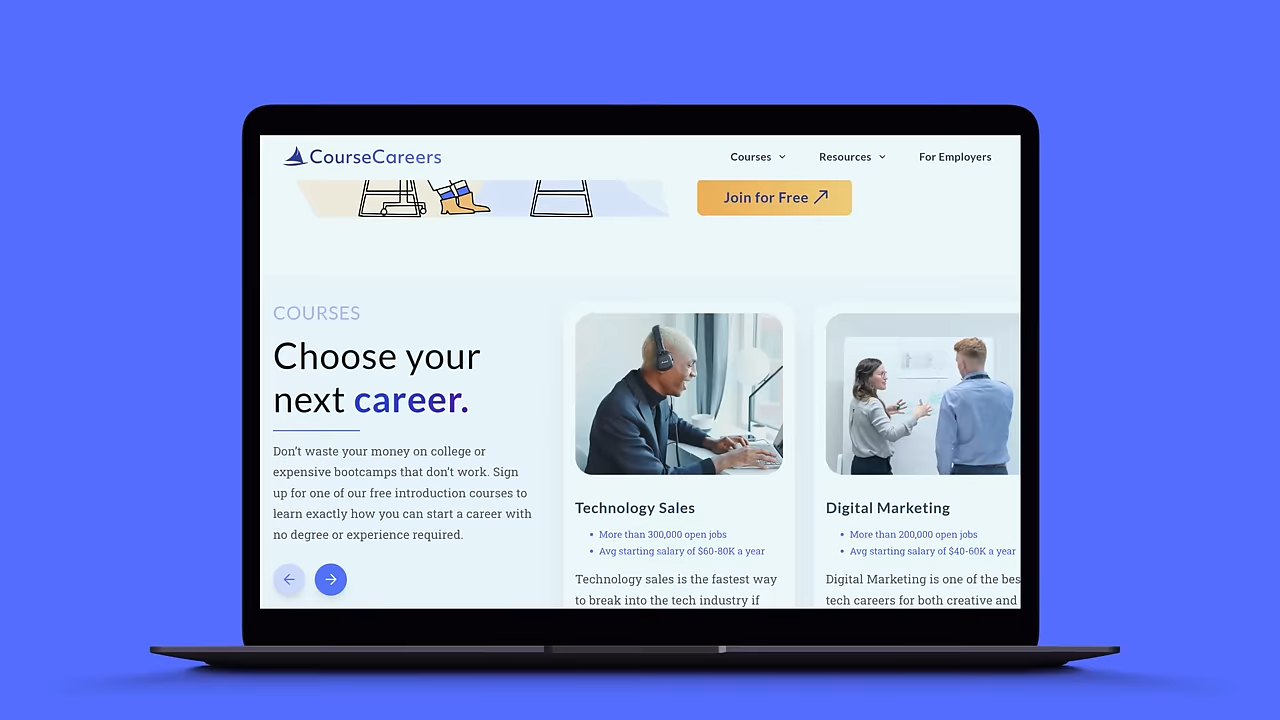 CourseCareers
Courses
Resources
For Employers
Join for Free
COURSES
Choose your
next career.
Don't waste your money on college or
expensive bootcamps that don't work. Sign
up for one of our free introduction courses to
learn exactly how you can start a career with
no degree or experience required.
Technology Sales
• More than 300,000 open jobs
• Avg starting salary of $60-80K a year
Technology sales is the fastest way
to break into the tech industry if
Digital Marketing
• More than 200,000 open jobs
• Avg starting salary of $40-60K a year
Digital Marketing is one of the bes
tech careers for both creative and